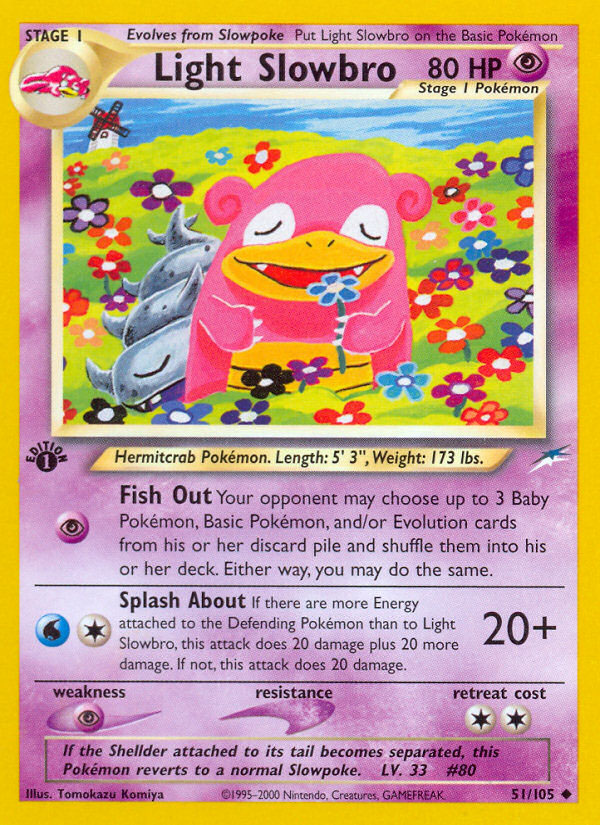 STAGE 1 Evolves from Slowpoke Put Light Slowbro on the Basic Pokémon
Light Slowbro 80 HP
Stage 1 Pokémon
EDITION 1
Hermitcrab Pokémon. Length: 5' 3", Weight: 173 lbs.
Fish Out Your opponent may choose up to 3 Baby
Pokémon, Basic Pokémon, and/or Evolution cards
from his or her discard pile and shuffle them into his
or her deck. Either way, you may do the same.
Splash About If there are more Energy
attached to the Defending Pokémon than to Light
Slowbro, this attack does 20 damage plus 20 more
damage. If not, this attack does 20 damage.
20+
weakness resistance retreat cost
If the Shellder attached to its tail becomes separated, this
Pokémon reverts to a normal Slowpoke. LV. 33 #80
Illus. Tomokazu Komiya ©1995-2000 Nintendo, Creatures, GAMEFREAK. 51/105